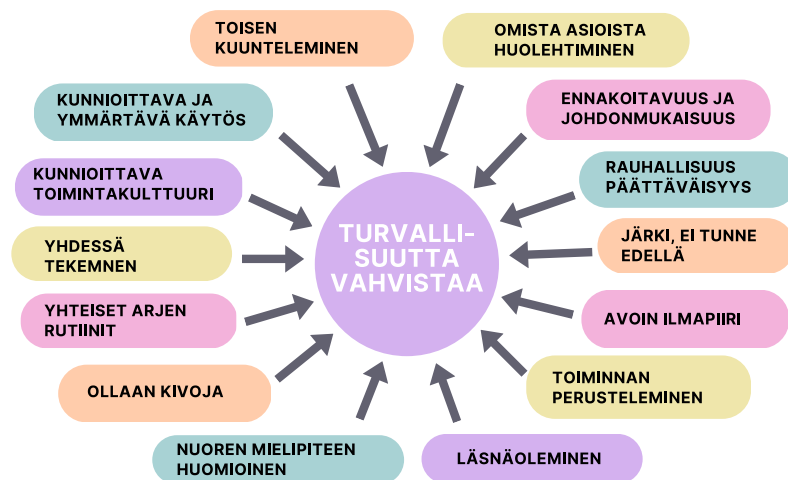 TOISEN
KUUNTELEMINEN
OMISTA ASIOISTA
HUOLEHTIMINEN
KUNNIOITTAVA JA
YMMÄRTÄVÄ KÄYTÖS
ENNAKOITAVUUS JA
JOHDONMUKAISUUS
KUNNIOITTAVA
TOIMINTAKULTTUURI
RAUHALLISUUS
PÄÄTTÄVÄISYYS
TURVALLI-
SUUTTA
VAHVISTAA
YHDESSÄ
TEKEMNEN
JÄRKI, EI TUNNE
EDELLÄ
YHTEISET ARJEN
RUTIINIT
AVOIN ILMAPIIRI
OLLAAN KIVOJA
TOIMINNAN
PERUSTELEMINEN
NUOREN MIELIPITEEN
HUOMIOINEN
LÄSNÄOLEMINEN